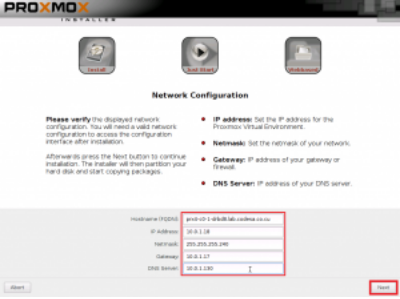 PROXMOX
INSTALLER
Install
Network Configuration
Please verify the displayed network
configuration. You will need a valid network
configuration to access the configuration
interface after installation.
Afterwards press the Next button to continue
installation. The installer will then partition your
hard disk and start copying packages.
• IP address: Set the IP address for the
Proxmox Virtual Environment.
• Netmask: Set the netmask of your network.
• Gateway: IP address of your gateway or
firewall.
• DNS Server: IP address of your DNS server.
Hostname (FQDN):
IP Address: 10.0.1.18
Netmask: 255.255.255.240
Gateway: 10.0.1.17
DNS Server: 10.0.1.130
Abort
Next